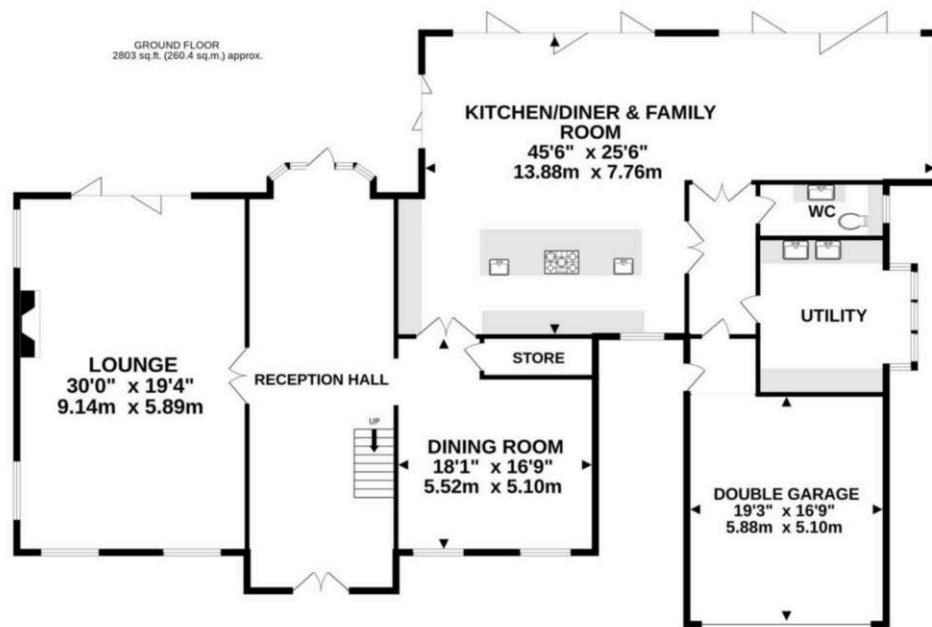 GROUND FLOOR
2803 sq.ft. (260.4 sq.m.) approx.
KITCHEN/DINER & FAMILY
ROOM
45'6" x 25'6"
13.88m x 7.76m
WC
UTILITY
LOUNGE
30'0" x 19'4"
9.14m x 5.89m
RECEPTION HALL
STORE
UP
DINING ROOM
18'1" x 16'9"
5.52m x 5.10m
DOUBLE GARAGE
19'3" x 16'9"
5.88m x 5.10m